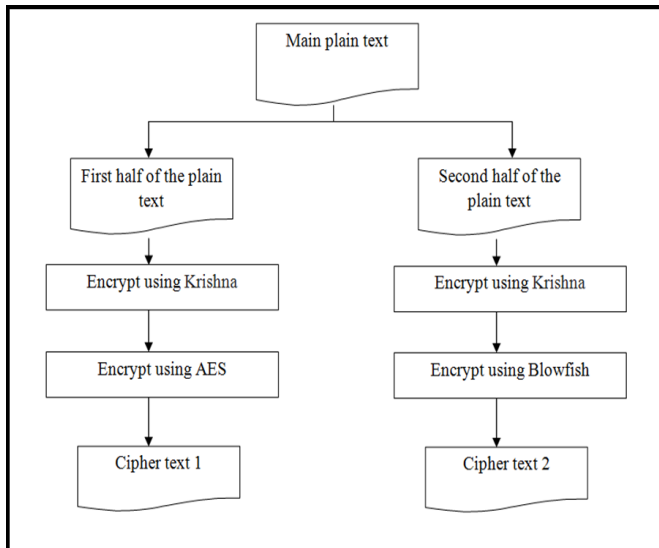 Main plain text
First half of the plain
text
Second half of the
plain text
Encrypt using Krishna
Encrypt using Krishna
Encrypt using AES
Encrypt using Blowfish
Cipher text 1
Cipher text 2